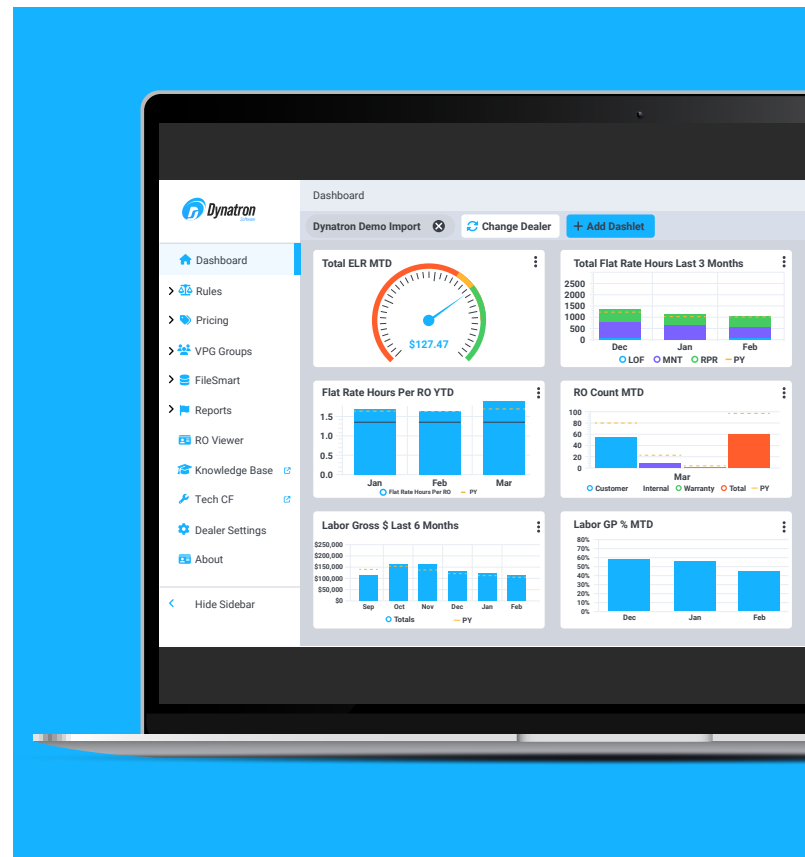 Dynatron
Software
Dashboard
Rules
Pricing
VPG Groups
FileSmart
Reports
RO Viewer
Knowledge Base
Tech CF
Dealer Settings
About
Hide Sidebar
Dashboard
Dynatron Demo Import
Change Dealer
+ Add Dashlet
Total ELR MTD
$127.47
Total Flat Rate Hours Last 3 Months
2500
2000
1500
1000
500
0
Dec Jan Feb
LOF MNT RPR PY
Flat Rate Hours Per RO YTD
1.5
1.0
0.5
0.0
Jan Feb Mar
Flat Rate Hours Per RO PY
RO Count MTD
100
80
60
40
20
0
Mar
Customer Internal Warranty Total PY
Labor Gross $ Last 6 Months
$250,000
$200,000
$150,000
$100,000
$50,000
$0
Sep Oct Nov Dec Jan Feb
Totals PY
Labor GP % MTD
80%
70%
60%
50%
40%
30%
20%
10%
0%
Dec Jan Feb